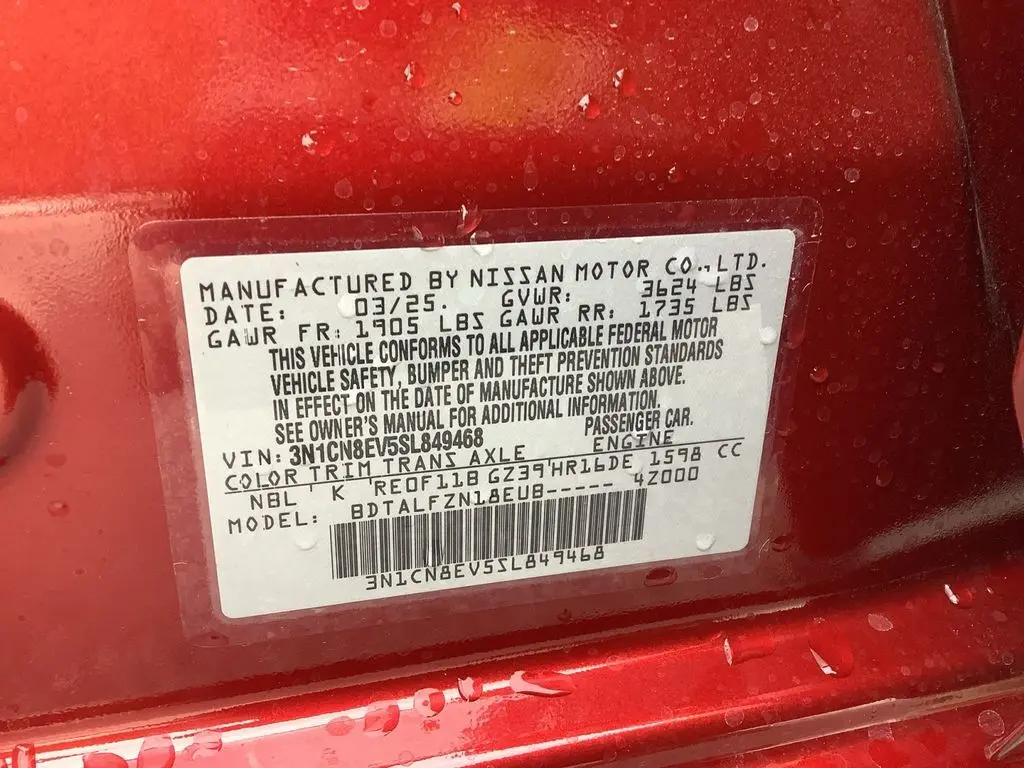 MANUFACTURED BY NISSAN MOTOR CO.,LTD.
DATE: 03/25. GVWR: 3624 LBS
GAWR FR: 1905 LBS GAWR RR: 1735 LBS
THIS VEHICLE CONFORMS TO ALL APPLICABLE FEDERAL MOTOR
VEHICLE SAFETY, BUMPER AND THEFT PREVENTION STANDARDS
IN EFFECT ON THE DATE OF MANUFACTURE SHOWN ABOVE.
SEE OWNER'S MANUAL FOR ADDITIONAL INFORMATION.
VIN: 3N1CN8EV5SL849468 PASSENGER CAR.
COLOR TRIM TRANS AXLE ENGINE
NBL K RE0F11B GZ39 HR16DE 1598 CC
MODEL: BDTALFZN18EUB----- 4Z000
3N1CN8EV5SL849468